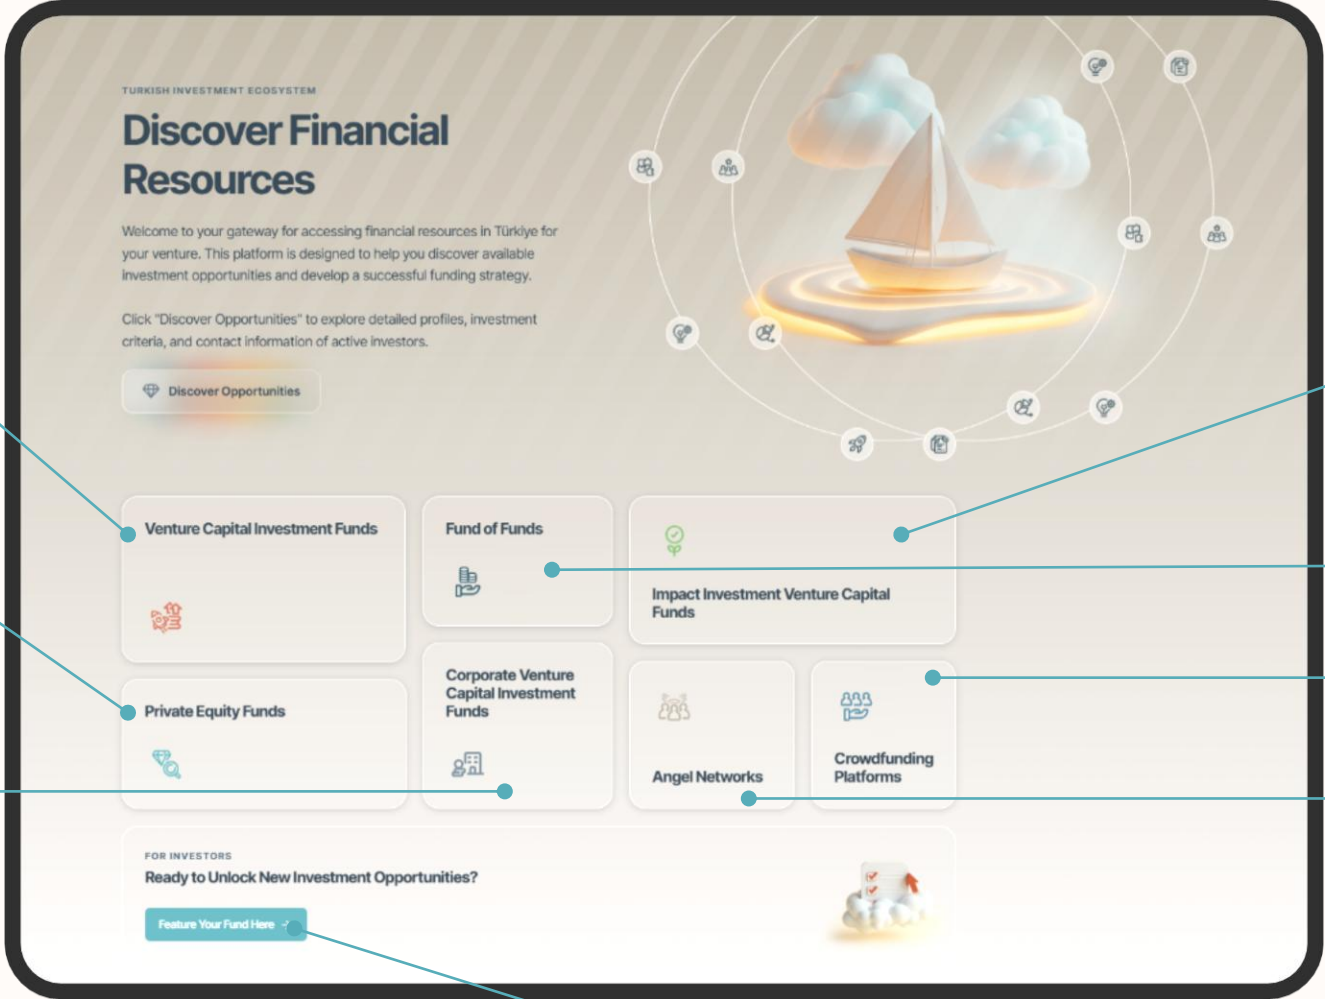 TURKISH INVESTMENT ECOSYSTEM
Discover Financial
Resources
Welcome to your gateway for accessing financial resources in Türkiye for
your venture. This platform is designed to help you discover available
investment opportunities and develop a successful funding strategy.
Click "Discover Opportunities" to explore detailed profiles, investment
criteria, and contact information of active investors.
Discover Opportunities
Venture Capital Investment Funds
Fund of Funds
Impact Investment Venture Capital
Funds
Private Equity Funds
Corporate Venture
Capital Investment
Funds
Angel Networks
Crowdfunding
Platforms
FOR INVESTORS
Ready to Unlock New Investment Opportunities?
Feature Your Fund Here